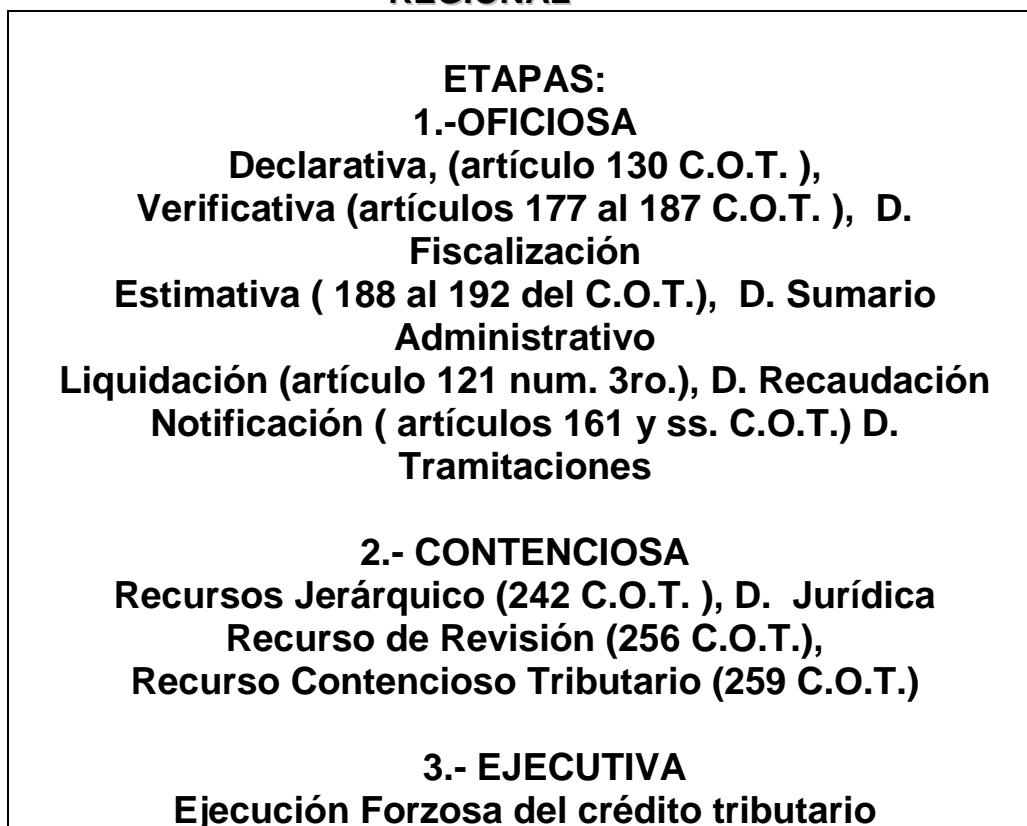 REGIONAL
ETAPAS:
1.-OFICIOSA
Declarativa, (artículo 130 C.O.T. ),
Verificativa (artículos 177 al 187 C.O.T. ), D.
Fiscalización
Estimativa ( 188 al 192 del C.O.T.), D. Sumario
Administrativo
Liquidación (artículo 121 num. 3ro.), D. Recaudación
Notificación ( artículos 161 y ss. C.O.T.) D.
Tramitaciones
2.- CONTENCIOSA
Recursos Jerárquico (242 C.O.T. ), D. Jurídica
Recurso de Revisión (256 C.O.T.),
Recurso Contencioso Tributario (259 C.O.T.)
3.- EJECUTIVA
Ejecución Forzosa del crédito tributario